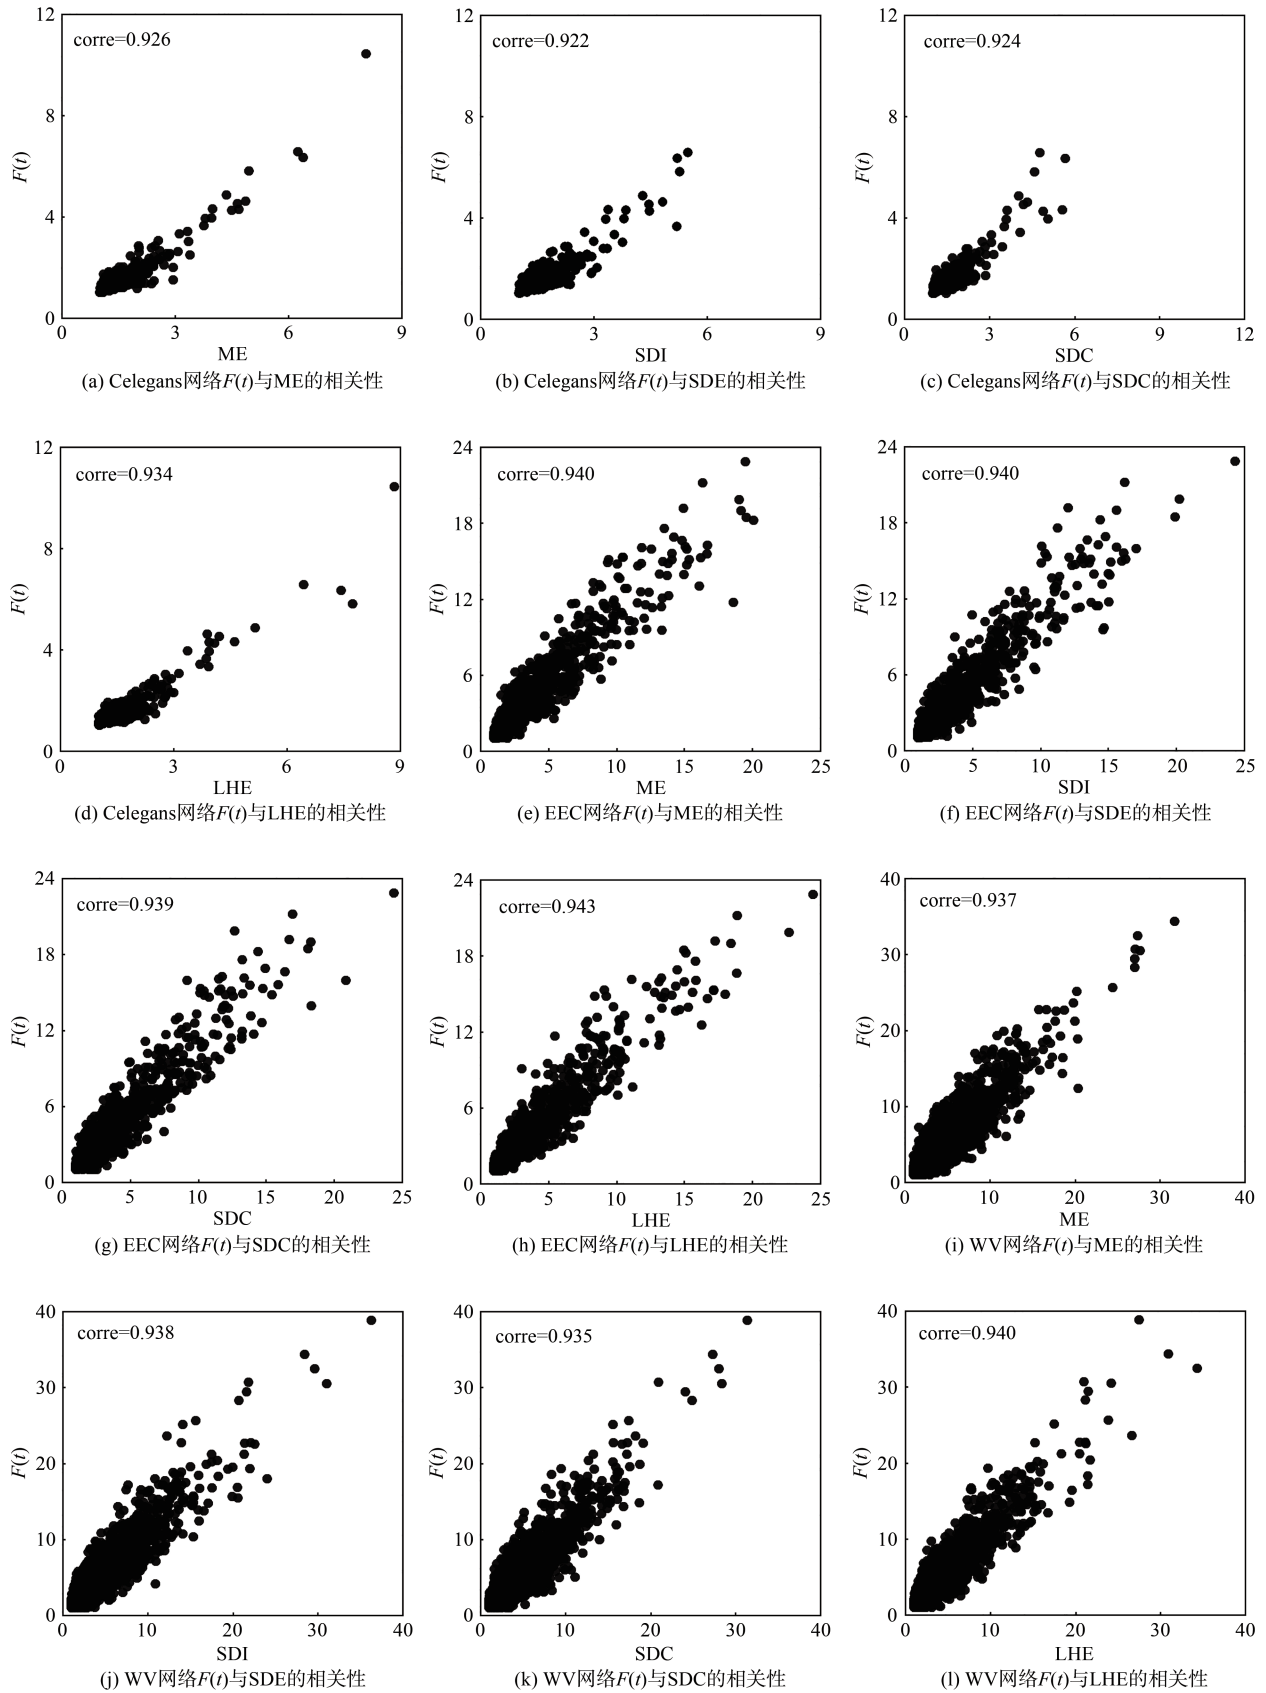 corre=0.926
12
8
4
0
F(t)
0 3 6 9
ME
(a) Celegans网络F(t)与ME的相关性
corre=0.922
12
8
4
0
F(t)
0 3 6 9
SDI
(b) Celegans网络F(t)与SDE的相关性
corre=0.924
12
8
4
0
F(t)
0 3 6 9 12
SDC
(c) Celegans网络F(t)与SDC的相关性
corre=0.934
12
8
4
0
F(t)
0 3 6 9
LHE
(d) Celegans网络F(t)与LHE的相关性
corre=0.940
24
18
12
6
0
F(t)
0 5 10 15 20 25
ME
(e) EEC网络F(t)与ME的相关性
corre=0.940
24
18
12
6
0
F(t)
0 5 10 15 20 25
SDI
(f) EEC网络F(t)与SDE的相关性
corre=0.939
24
18
12
6
0
F(t)
0 5 10 15 20 25
SDC
(g) EEC网络F(t)与SDC的相关性
corre=0.943
24
18
12
6
0
F(t)
0 5 10 15 20 25
LHE
(h) EEC网络F(t)与LHE的相关性
corre=0.937
40
30
20
10
0
F(t)
0 10 20 30 40
ME
(i) WV网络F(t)与ME的相关性
corre=0.938
40
30
20
10
0
F(t)
0 10 20 30 40
SDI
(j) WV网络F(t)与SDE的相关性
corre=0.935
40
30
20
10
0
F(t)
0 10 20 30 40
SDC
(k) WV网络F(t)与SDC的相关性
corre=0.940
40
30
20
10
0
F(t)
0 10 20 30 40
LHE
(l) WV网络F(t)与LHE的相关性